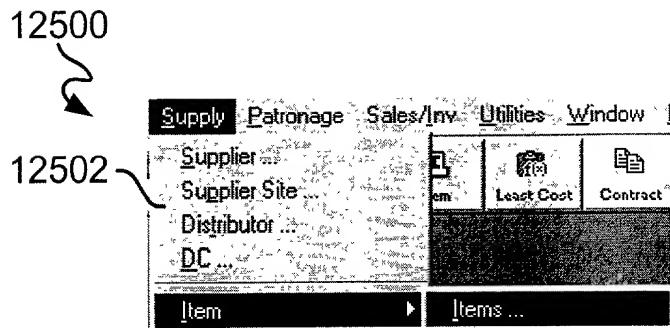 12500
Supply Patronage Sales/Inv Utilities Window
12502
Supplier ...
Supplier Site ...
Distributor ...
DC ...
Least Cost
Contract
Item
Items ...